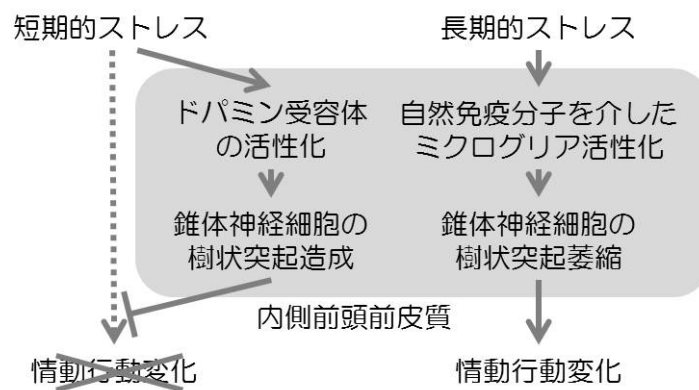 短期的ストレス
長期的ストレス
ドパミン受容体
の活性化
自然免疫分子を介した
ミクログリア活性化
錐体神経細胞の
樹状突起造成
錐体神経細胞の
樹状突起萎縮
内側前頭前皮質
情動行動変化
情動行動変化